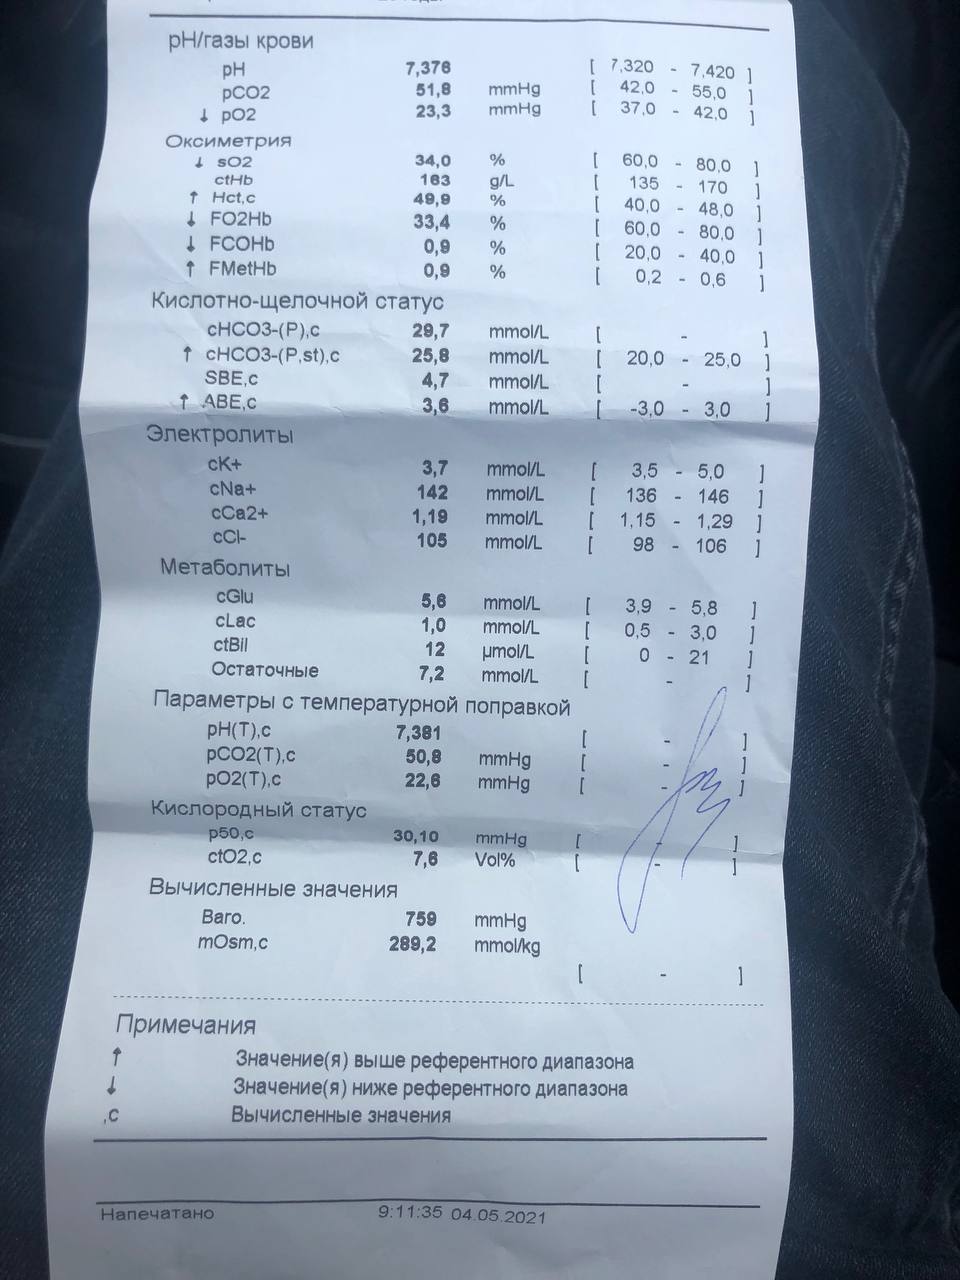 pH/газы крови
pH 7,376 [ 7,320 - 7,420 ]
pCO2 51,8 mmHg [ 42,0 - 55,0 ]
↓ pO2 23,3 mmHg [ 37,0 - 42,0 ]
Оксиметрия
↓ sO2 34,0 % [ 60,0 - 80,0 ]
ctHb 163 g/L [ 135 - 170 ]
↑ Hct,c 49,9 % [ 40,0 - 48,0 ]
↓ FO2Hb 33,4 % [ 60,0 - 80,0 ]
↓ FCOHb 0,9 % [ 20,0 - 40,0 ]
↑ FMetHb 0,9 % [ 0,2 - 0,6 ]
Кислотно-щелочной статус
cHCO3-(P),c 29,7 mmol/L [ - ]
↑ cHCO3-(P,st),c 25,8 mmol/L [ 20,0 - 25,0 ]
SBE,c 4,7 mmol/L [ - ]
↑ ABE,c 3,6 mmol/L [ -3,0 - 3,0 ]
Электролиты
cK+ 3,7 mmol/L [ 3,5 - 5,0 ]
cNa+ 142 mmol/L [ 136 - 146 ]
cCa2+ 1,19 mmol/L [ 1,15 - 1,29 ]
cCl- 105 mmol/L [ 98 - 106 ]
Метаболиты
cGlu 5,6 mmol/L [ 3,9 - 5,8 ]
cLac 1,0 mmol/L [ 0,5 - 3,0 ]
ctBil 12 µmol/L [ 0 - 21 ]
Остаточные 7,2 mmol/L [ - ]
Параметры с температурной поправкой
pH(T),c 7,381 [ - ]
pCO2(T),c 50,8 mmHg [ - ]
pO2(T),c 22,6 mmHg [ - ]
Кислородный статус
p50,c 30,10 mmHg [ - ]
ctO2,c 7,6 Vol% [ - ]
Вычисленные значения
Baro. 759 mmHg
mOsm,c 289,2 mmol/kg
[ - ]
Примечания
↑ Значение(я) выше референтного диапазона
↓ Значение(я) ниже референтного диапазона
,c Вычисленные значения
Напечатано 9:11:35 04.05.2021